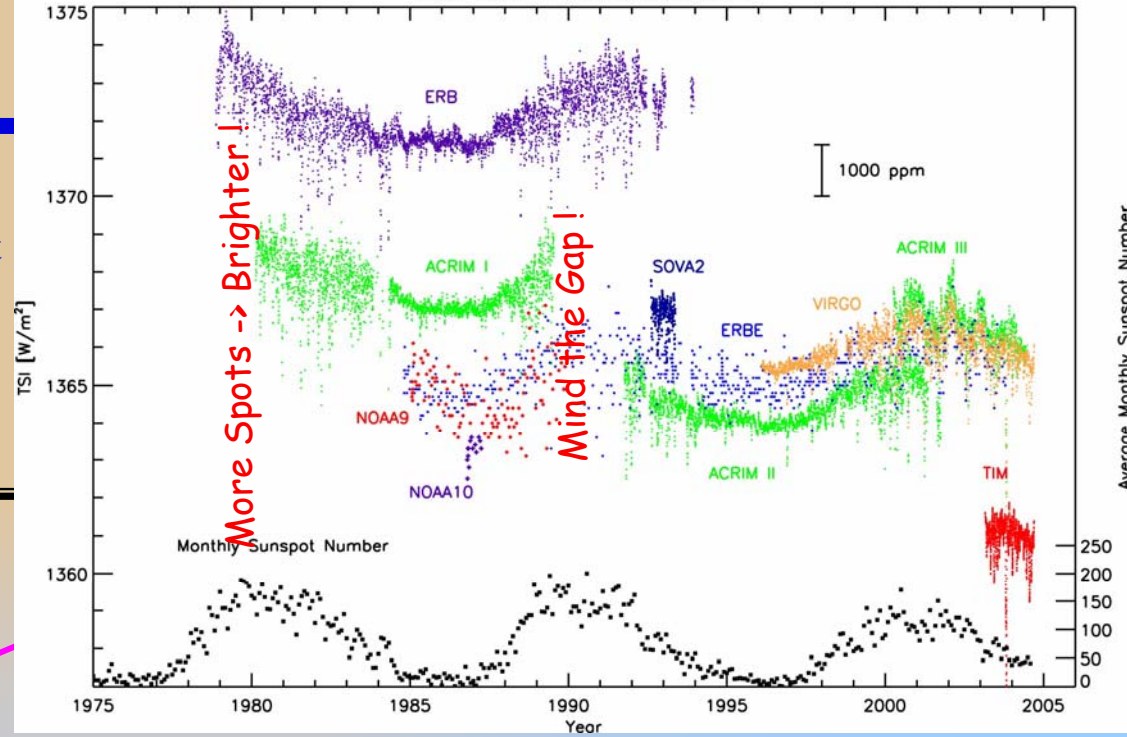 1375
1370
1365
1360
TSI [W/m²]
ERB
1000 ppm
ACRIM I
SOVA2
ACRIM III
VIRGO
ERBE
NOAA9
NOAA10
ACRIM II
TIM
More Spots -> Brighter !
Mind the Gap !
Monthly Sunspot Number
250
200
150
100
50
0
Average Monthly Sunspot Number
1975
1980
1985
1990
1995
2000
2005
Year